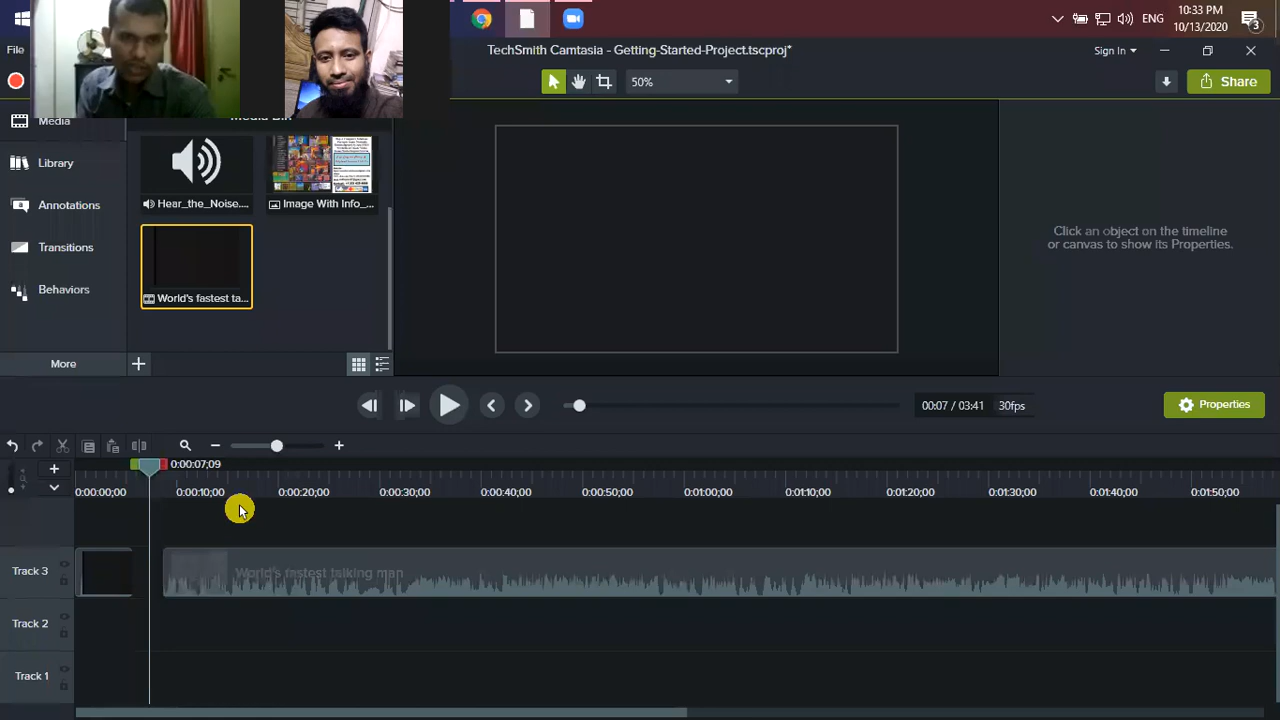 10:33 PM
ENG
10/13/2020
3
File
TechSmith Camtasia - Getting-Started-Project.tscproj*
Sign In
50%
Share
Media
Library
Hear_the_Noise....
Image With Info_...
Annotations
Transitions
Click an object on the timeline
or canvas to show its Properties.
Behaviors
World's fastest ta...
More
00:07 / 03:41
30fps
Properties
0:00:07;09
0:00:00;00
0:00:10;00
0:00:20;00
0:00:30;00
0:00:40;00
0:00:50;00
0:01:00;00
0:01:10;00
0:01:20;00
0:01:30;00
0:01:40;00
0:01:50;00
Track 3
World's fastest talking man
Track 2
Track 1